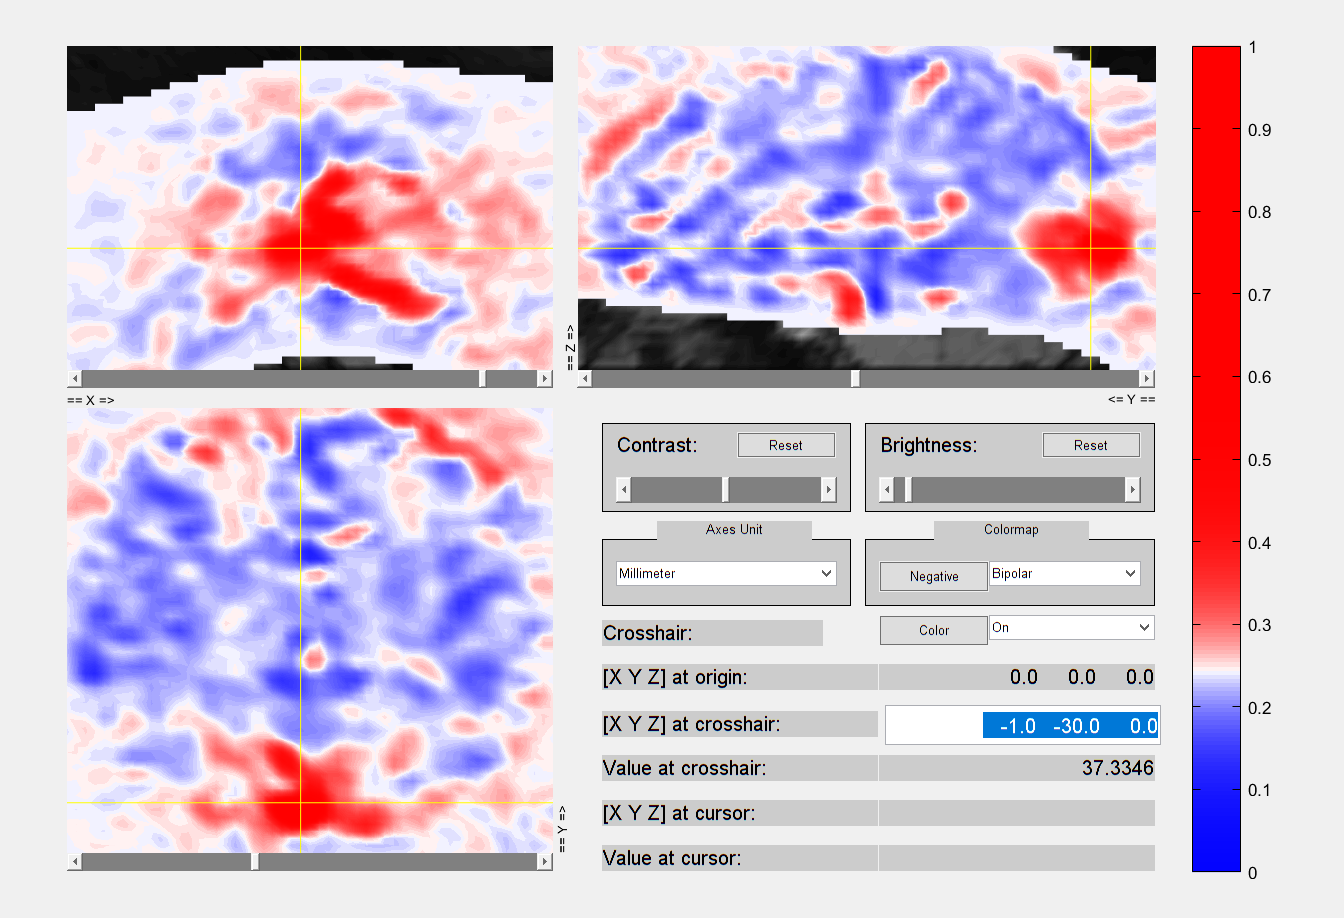 == X =>
== Z =>
<= Y ==
== Y =>
Contrast:
Reset
Brightness:
Reset
Axes Unit
Millimeter
Colormap
Negative
Bipolar
Crosshair:
Color
On
[X Y Z] at origin:
0.0 0.0 0.0
[X Y Z] at crosshair:
-1.0 -30.0 0.0
Value at crosshair:
37.3346
[X Y Z] at cursor:
Value at cursor:
1
0.9
0.8
0.7
0.6
0.5
0.4
0.3
0.2
0.1
0